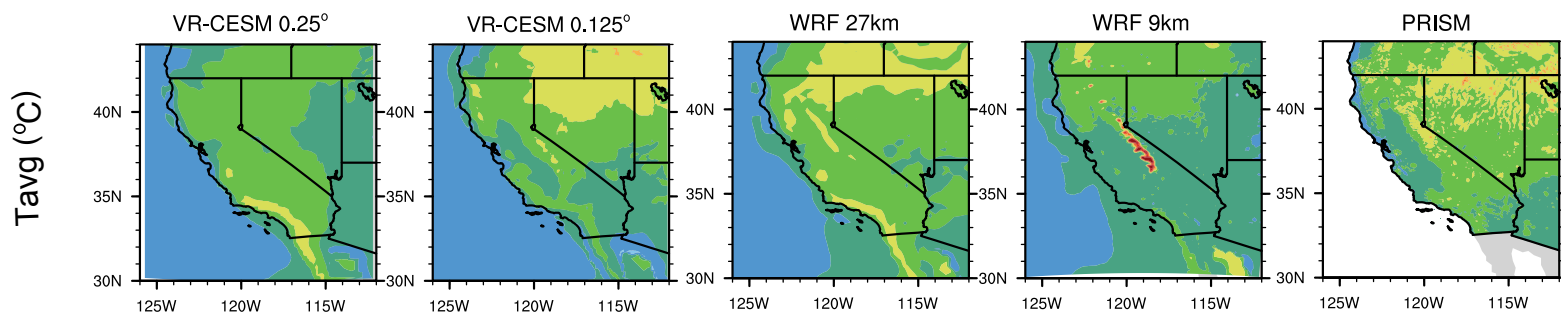 VR-CESM 0.25° VR-CESM 0.125° WRF 27km WRF 9km PRISM
Tavg (°C)
40N 40N 40N 40N 40N
35N 35N 35N 35N 35N
30N 30N 30N 30N 30N
125W 120W 115W 125W 120W 115W 125W 120W 115W 125W 120W 115W 125W 120W 115W